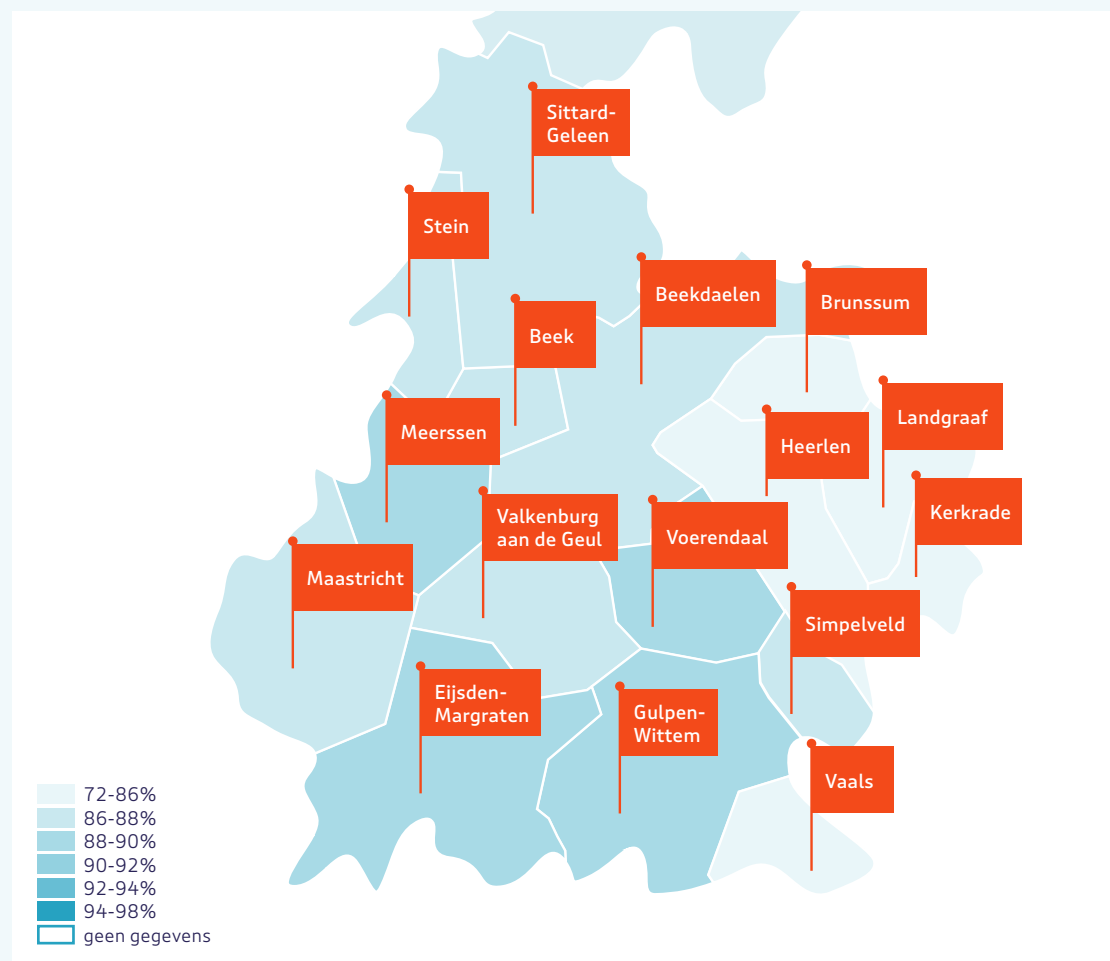 Sittard-
Geleen
Stein
Beekdaelen
Brunssum
Beek
Landgraaf
Meerssen
Heerlen
Kerkrade
Valkenburg
aan de Geul
Voerendaal
Maastricht
Simpelveld
Eijsden-
Margraten
Gulpen-
Wittem
Vaals
72-86%
86-88%
88-90%
90-92%
92-94%
94-98%
geen gegevens